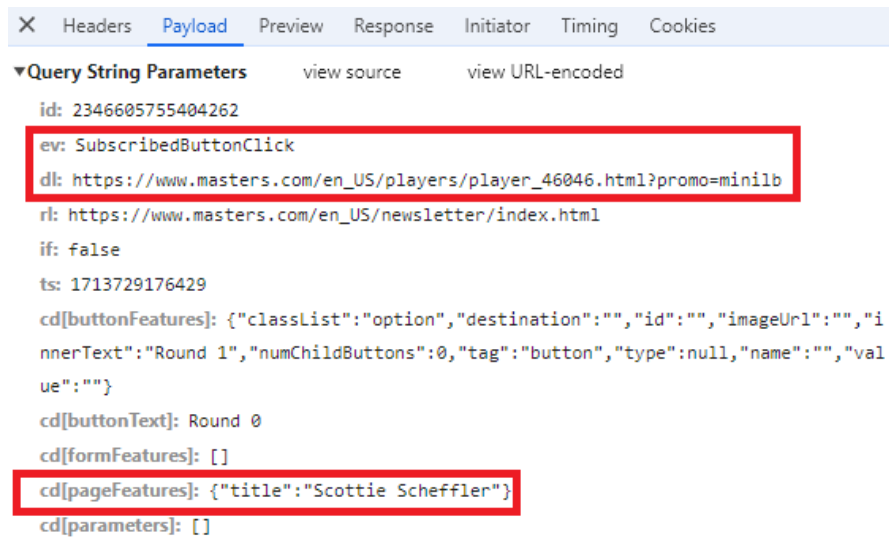 × Headers Payload Preview Response Initiator Timing Cookies
▼Query String Parameters view source view URL-encoded
id: 2346605755404262
ev: SubscribedButtonClick
dl: https://www.masters.com/en_US/players/player_46046.html?promo=minilb
rl: https://www.masters.com/en_US/newsletter/index.html
if: false
ts: 1713729176429
cd[buttonFeatures]: {"classList":"option","destination":"","id":"","imageUrl":"","i
nnerText":"Round 1","numChildButtons":0,"tag":"button","type":null,"name":"","val
ue":""}
cd[buttonText]: Round 0
cd[formFeatures]: []
cd[pageFeatures]: {"title":"Scottie Scheffler"}
cd[parameters]: []